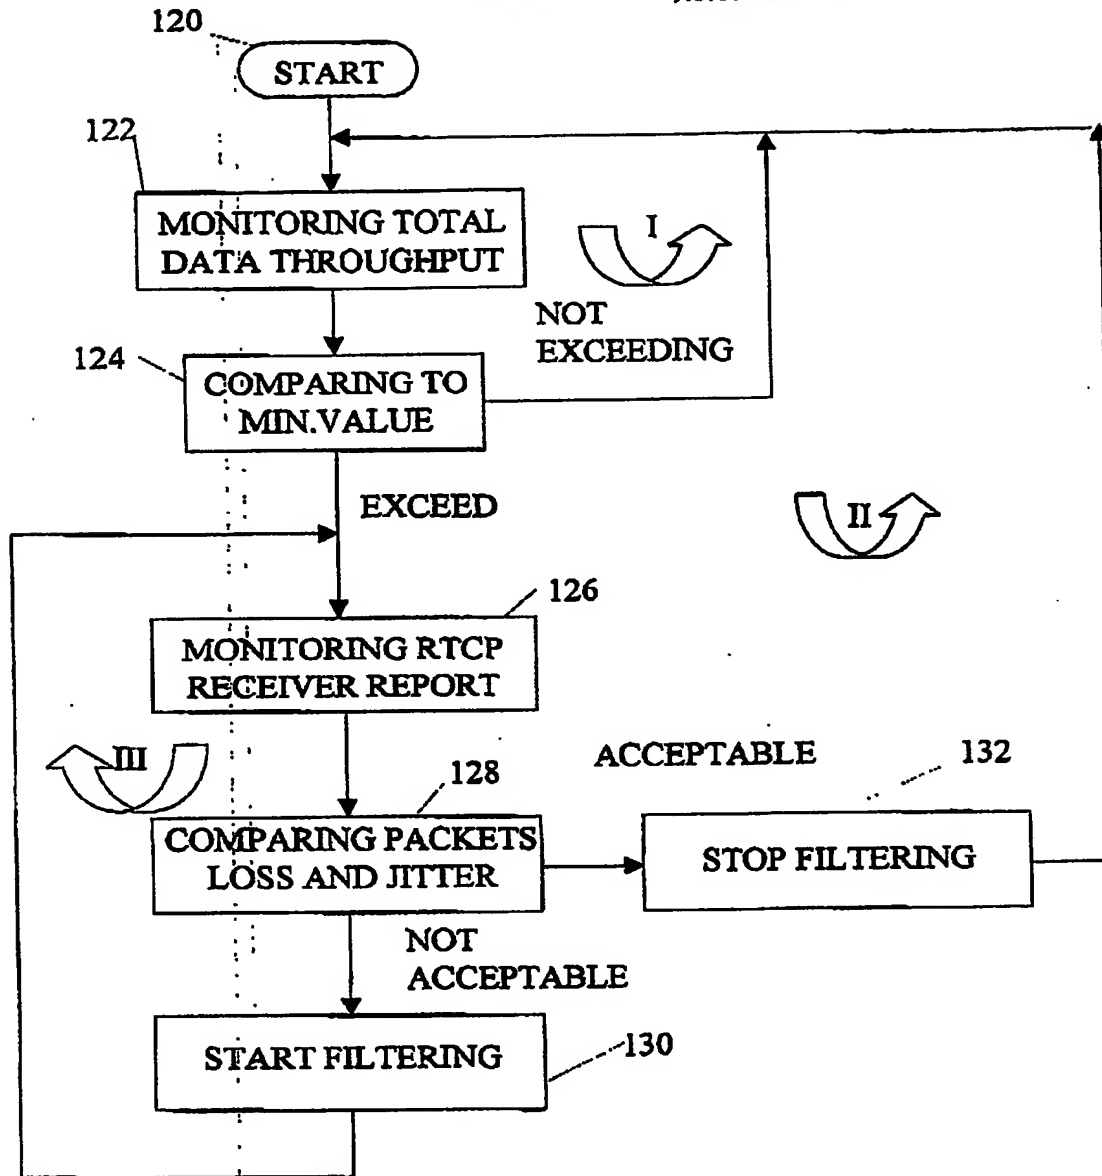 120
START
122
MONITORING TOTAL
DATA THROUGHPUT
I
NOT
EXCEEDING
124
COMPARING TO
MIN.VALUE
EXCEED
II
126
MONITORING RTCP
RECEIVER REPORT
III
ACCEPTABLE
132
128
COMPARING PACKETS
LOSS AND JITTER
STOP FILTERING
NOT
ACCEPTABLE
START FILTERING
130